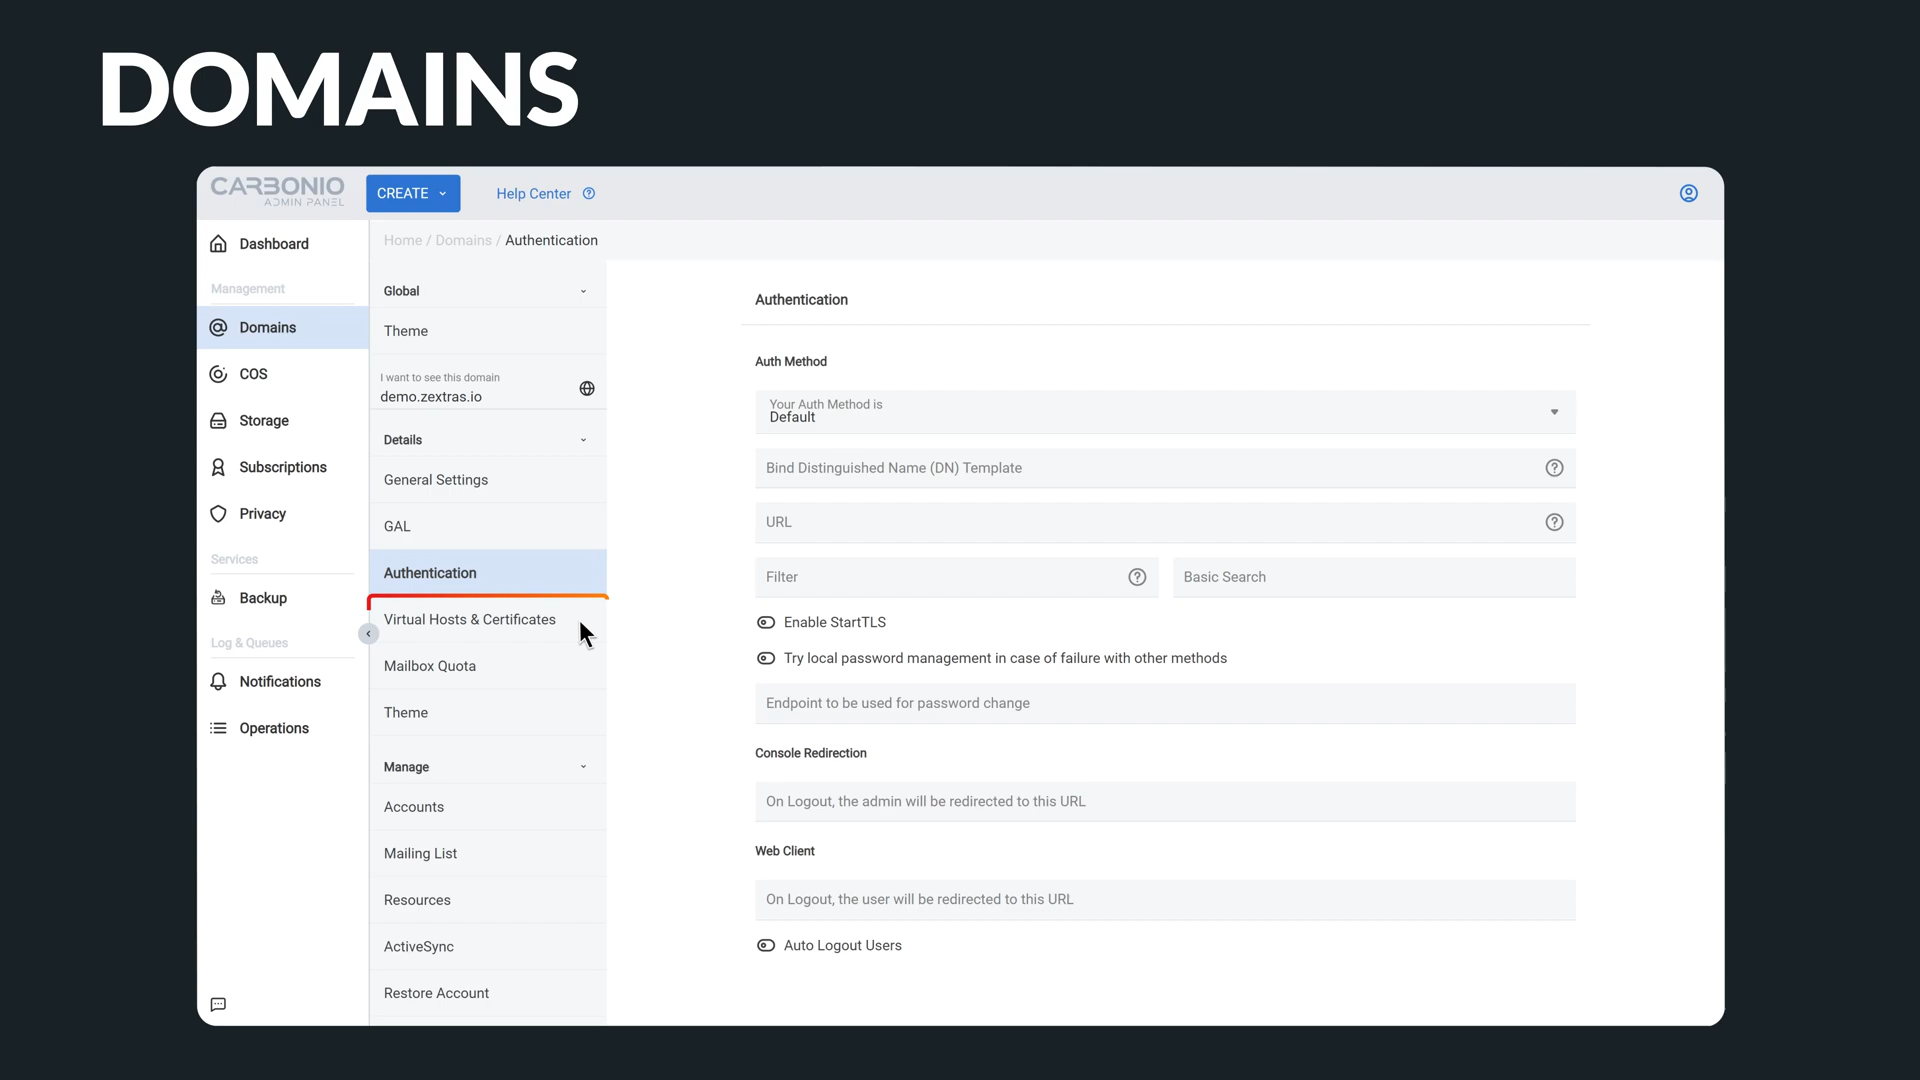 DOMAINS
CARBONIO
ADMIN PANEL
CREATE
Help Center
Dashboard
Management
Domains
COS
Storage
Subscriptions
Privacy
Services
Backup
Log & Queues
Notifications
Operations
Home / Domains / Authentication
Global
Theme
I want to see this domain
demo.zextras.io
Details
General Settings
GAL
Authentication
Virtual Hosts & Certificates
Mailbox Quota
Theme
Manage
Accounts
Mailing List
Resources
ActiveSync
Restore Account
Authentication
Auth Method
Your Auth Method is
Default
Bind Distinguished Name (DN) Template
URL
Filter
Basic Search
Enable StartTLS
Try local password management in case of failure with other methods
Endpoint to be used for password change
Console Redirection
On Logout, the admin will be redirected to this URL
Web Client
On Logout, the user will be redirected to this URL
Auto Logout Users